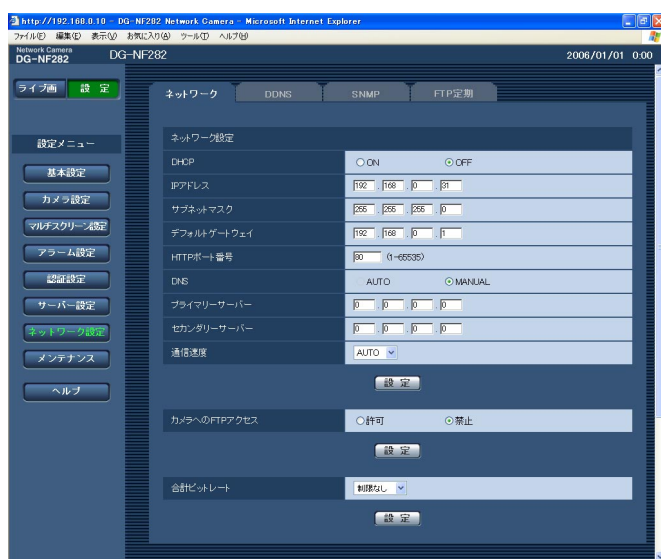 http://192.168.0.10 - DG-NF282 Network Camera - Microsoft Internet Explorer
ファイル(F) 編集(E) 表示(V) お気に入り(A) ツール(T) ヘルプ(H)
Network Camera
DG-NF282
DG-NF282
2006/01/01 0:00
ライブ画 設 定
ネットワーク DDNS SNMP FTP定期
設定メニュー
基本設定
カメラ設定
マルチスクリーン設定
アラーム設定
認証設定
サーバー設定
ネットワーク設定
メンテナンス
ヘルプ
ネットワーク設定
DHCP ON OFF
IPアドレス 192 . 168 . 0 . 31
サブネットマスク 255 . 255 . 255 . 0
デフォルトゲートウェイ 192 . 168 . 0 . 1
HTTPポート番号 80 (1-65535)
DNS AUTO MANUAL
プライマリーサーバー 0 . 0 . 0 . 0
セカンダリーサーバー 0 . 0 . 0 . 0
通信速度 AUTO
設 定
カメラへのFTPアクセス 許可 禁止
設 定
合計ビットレート 制限なし
設 定